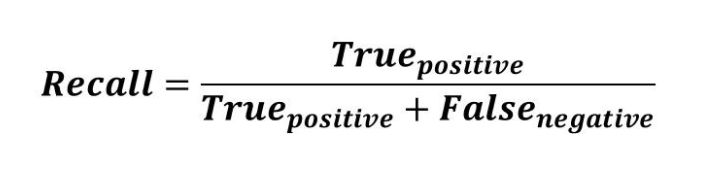 Recall = True_positive / (True_positive + False_negative)